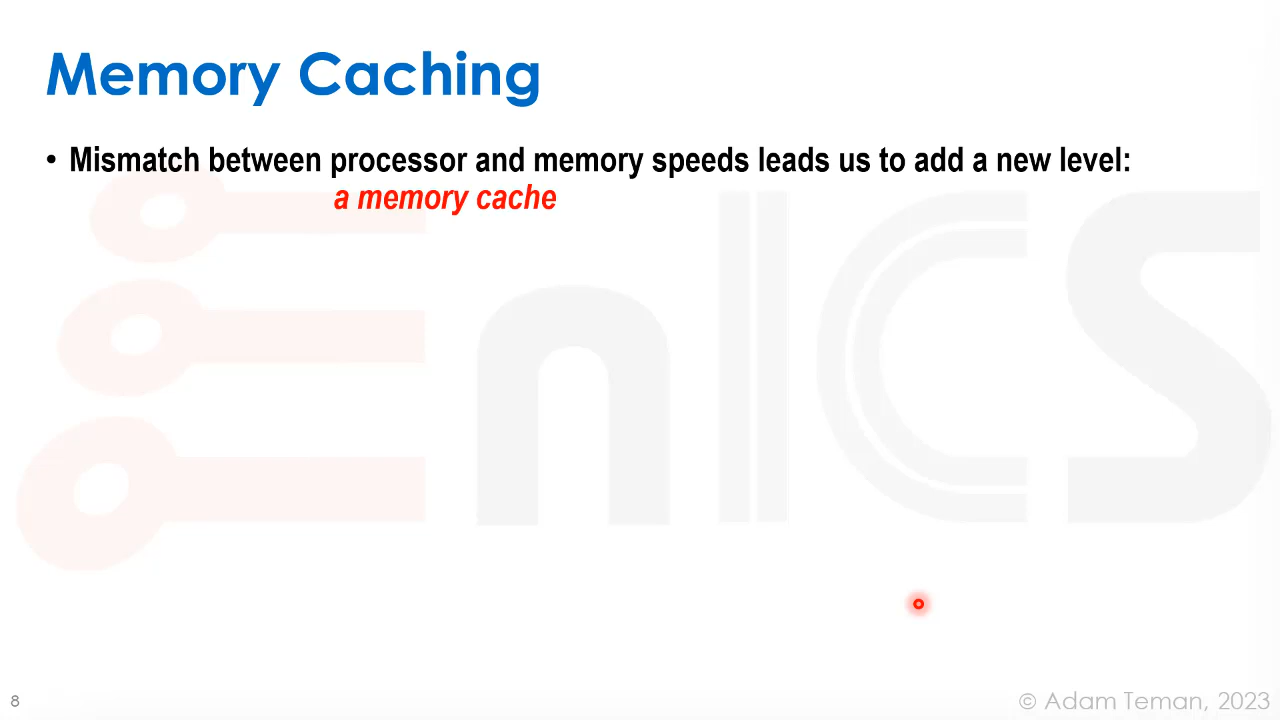 Memory Caching
• Mismatch between processor and memory speeds leads us to add a new level:
a memory cache
EnICS
8
© Adam Teman, 2023